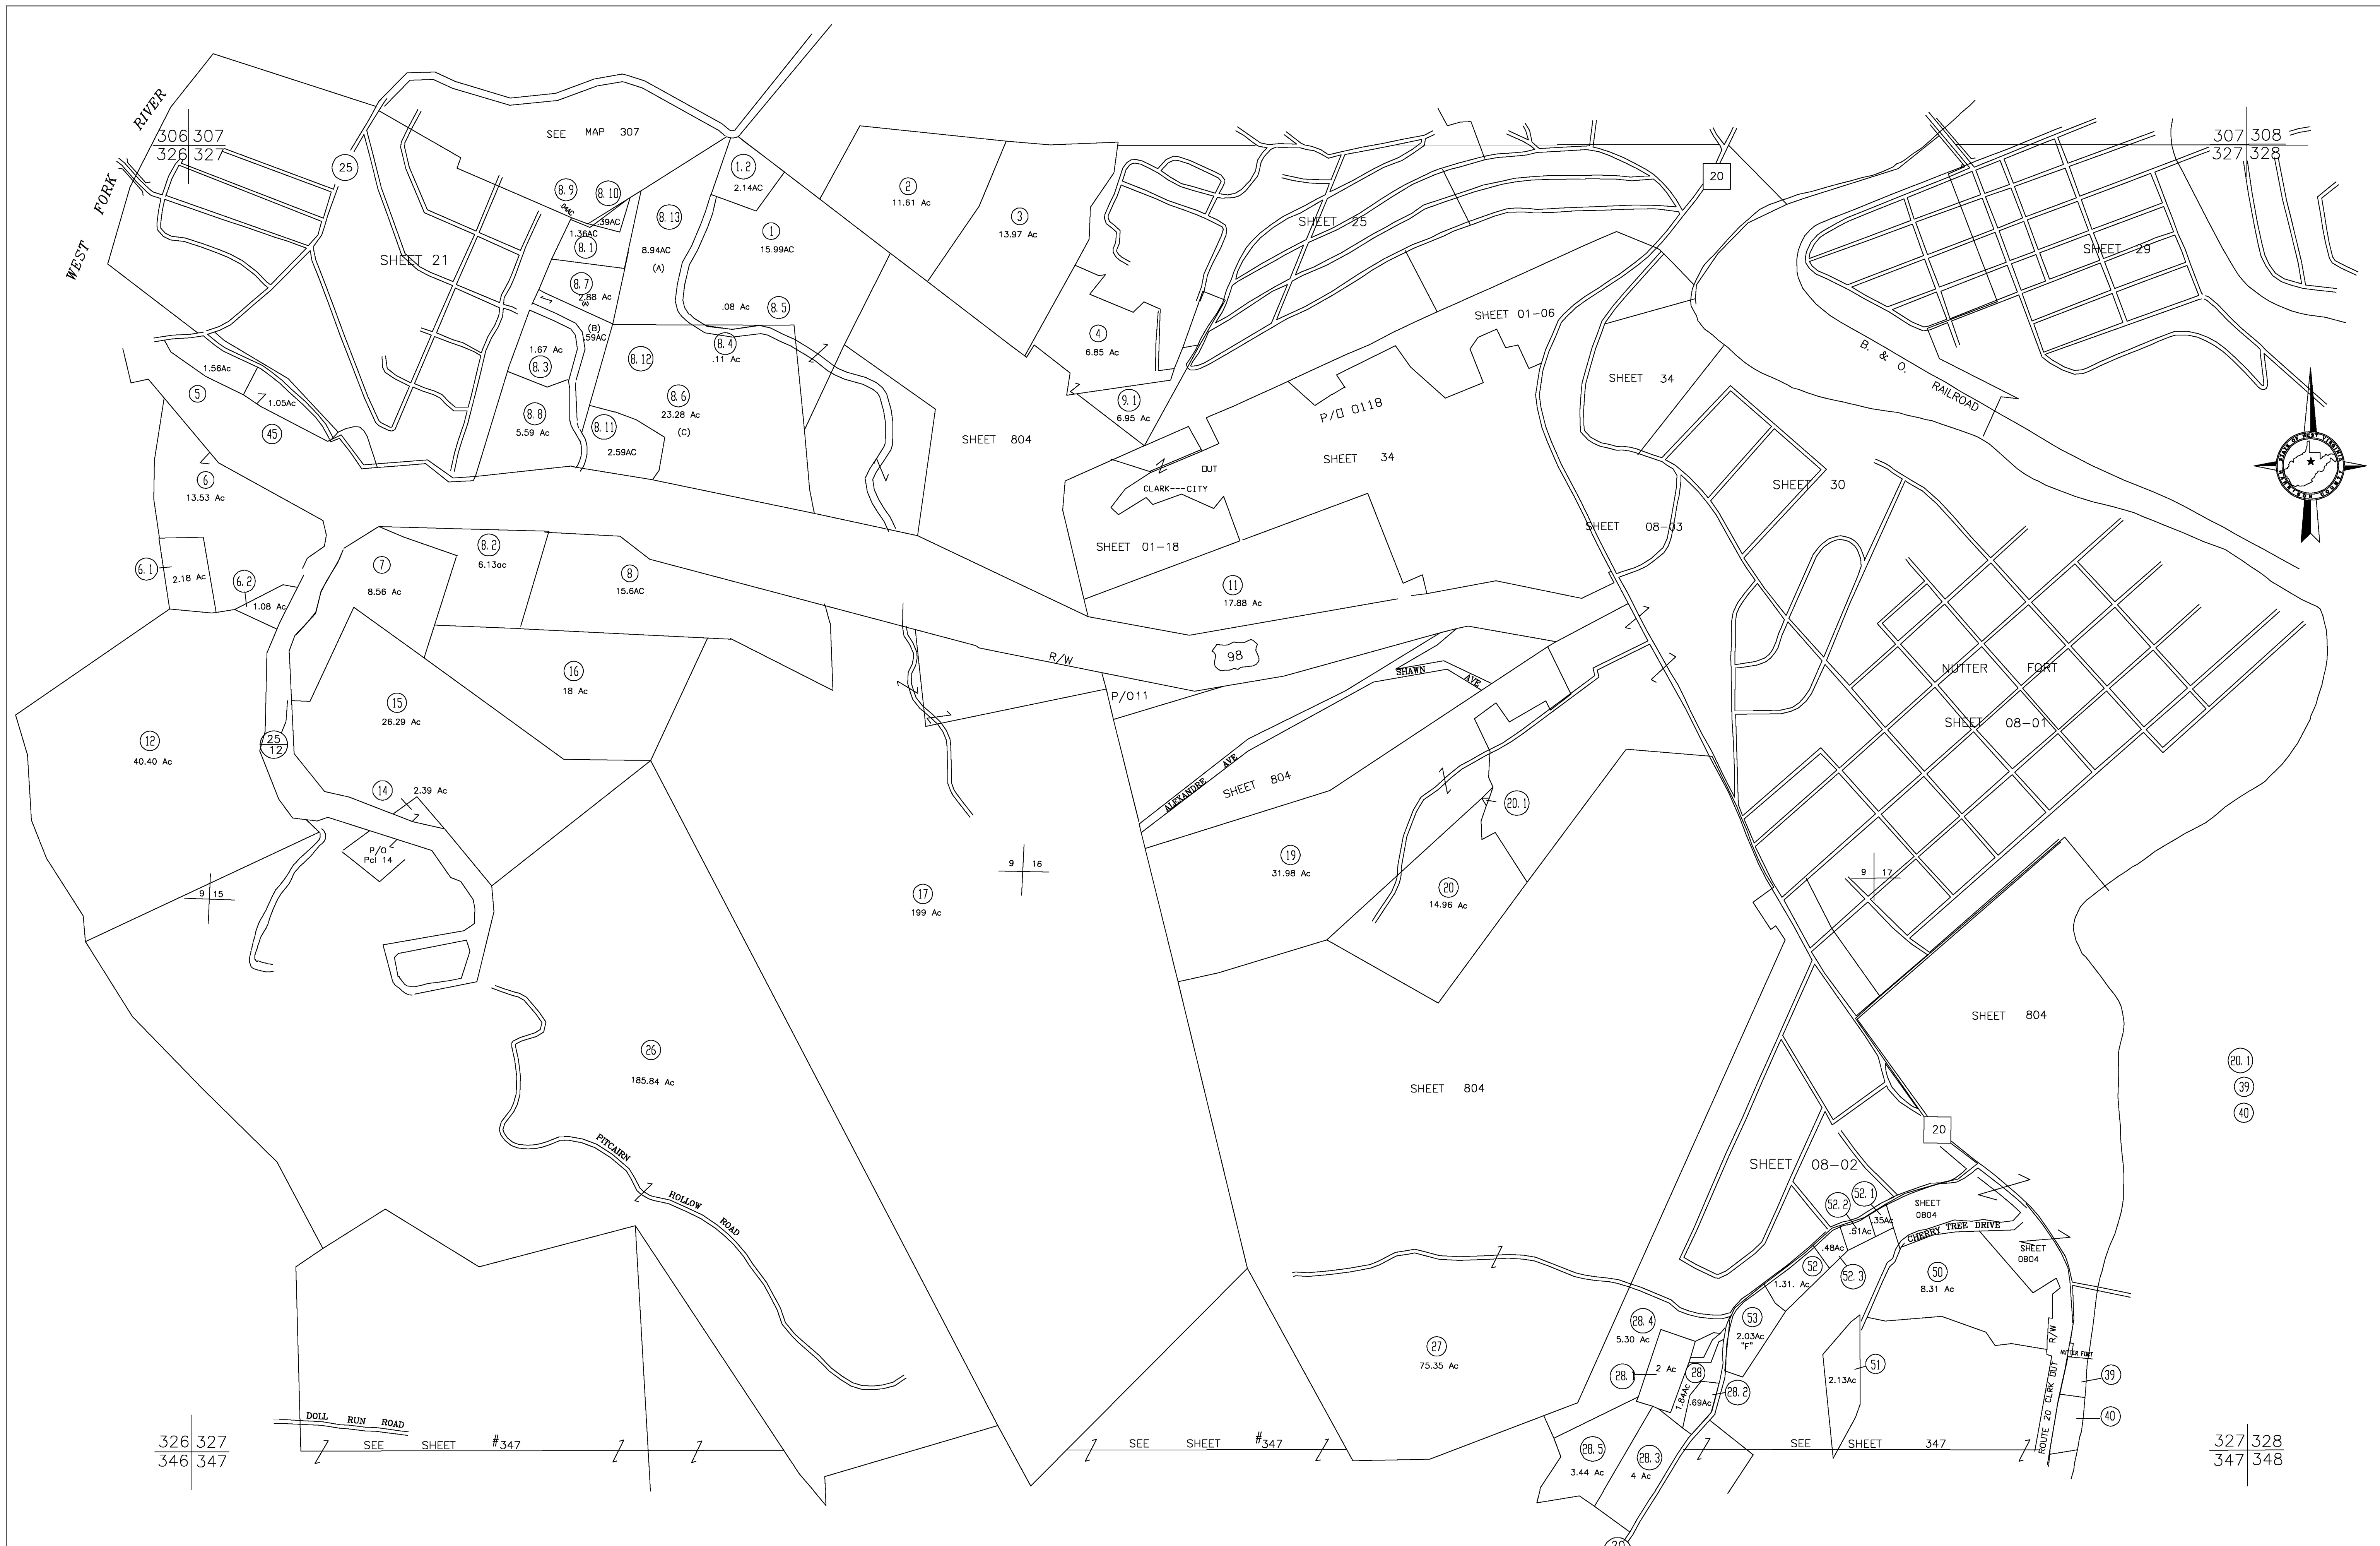 WEST FORK RIVER
306 307
326 327
25
SEE MAP 307
307 308
327 328
20
1.2
2.14AC
2
11.61 Ac
3
13.97 Ac
8.9
.04AC
8.10
.39AC
1.36AC
8.1
8.13
8.94AC
(A)
1
15.99AC
SHEET 21
SHEET 25
SHEET 29
8.7
2.88 Ac
(B)
.59AC
.08 Ac
8.5
8.4
.11 Ac
SHEET 01-06
4
6.85 Ac
1.67 Ac
8.3
8.12
1.56Ac
5
1.05Ac
45
8.6
23.28 Ac
(C)
8.8
5.59 Ac
8.11
2.59AC
9.1
6.95 Ac
P/O 0118
SHEET 34
B. & O. RAILROAD
SHEET 804
SHEET 34
STATE OF WEST VIRGINIA
HARRISON COUNTY
OUT
CLARK---CITY
SHEET 30
6
13.53 Ac
SHEET 01-18
SHEET 08-03
6.1
2.18 Ac
6.2
1.08 Ac
7
8.56 Ac
8.2
6.13ac
8
15.6AC
11
17.88 Ac
R/W
98
P/O11
SHAWN AVE
NUTTER FORT
SHEET 08-01
16
18 Ac
15
26.29 Ac
12
40.40 Ac
25
12
14
2.39 Ac
P/O
Pcl 14
ALEXANDRE AVE
SHEET 804
20.1
19
31.98 Ac
20
14.96 Ac
9 15
9 16
9 17
17
199 Ac
26
185.84 Ac
SHEET 804
SHEET 804
20.1
39
40
20
PITCAIRN HOLLOW ROAD
SHEET 08-02
52.1
52.2
.35Ac
.51Ac
.48Ac
52
1.31. Ac
52.3
SHEET
0804
CHERRY TREE DRIVE
SHEET
0804
50
8.31 Ac
53
2.03Ac
"F"
28.4
5.30 Ac
27
75.35 Ac
28.1
2 Ac
28
1.84Ac
.69Ac
28.2
51
2.13Ac
NUTTER FORT
39
40
ROUTE 20 CLRK OUT R/W
DOLL RUN ROAD
SEE SHEET #347
SEE SHEET #347
SEE SHEET 347
28.5
3.44 Ac
28.3
4 Ac
326 327
346 347
327 328
347 348
20